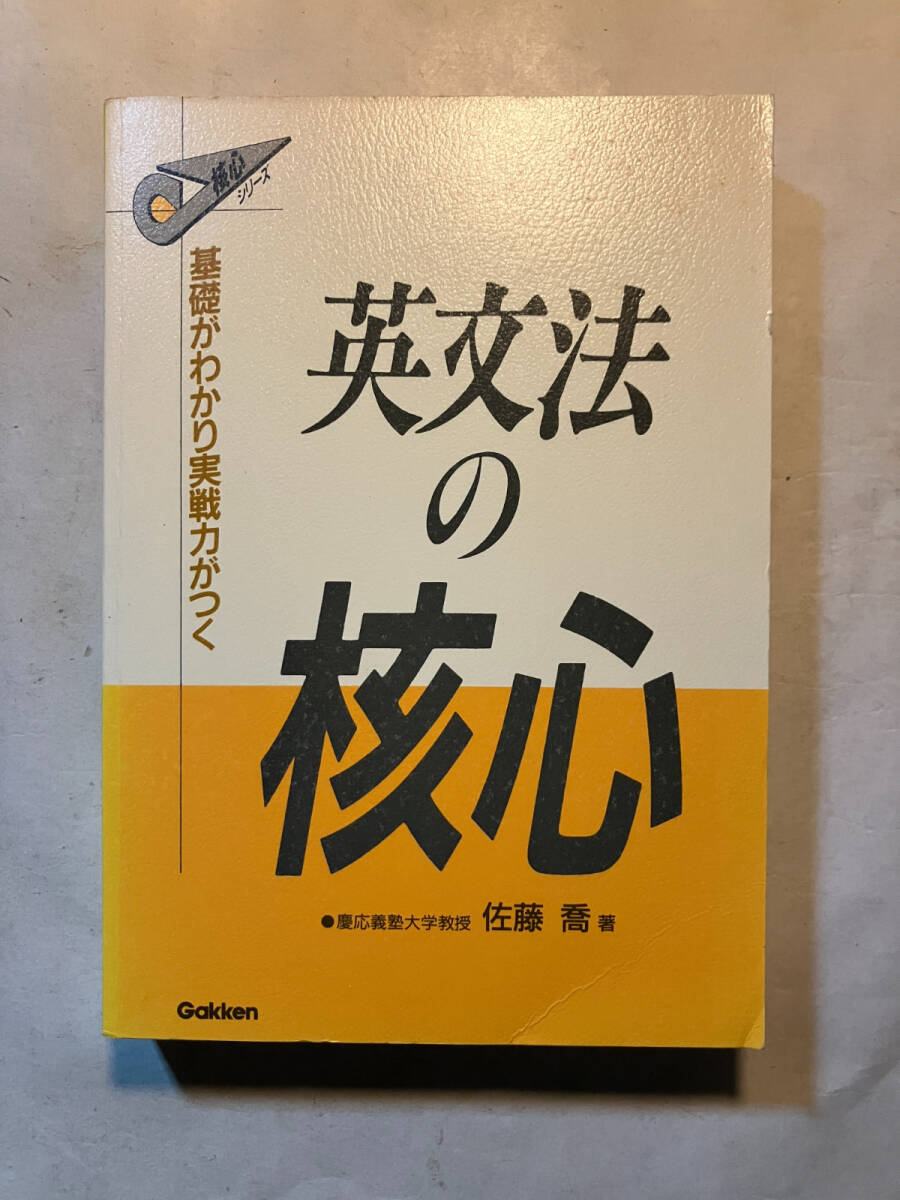 核心
シリーズ
基礎がわかり実戦力がつく
英文法
の
核心
●慶応義塾大学教授 佐藤 喬 著
Gakken